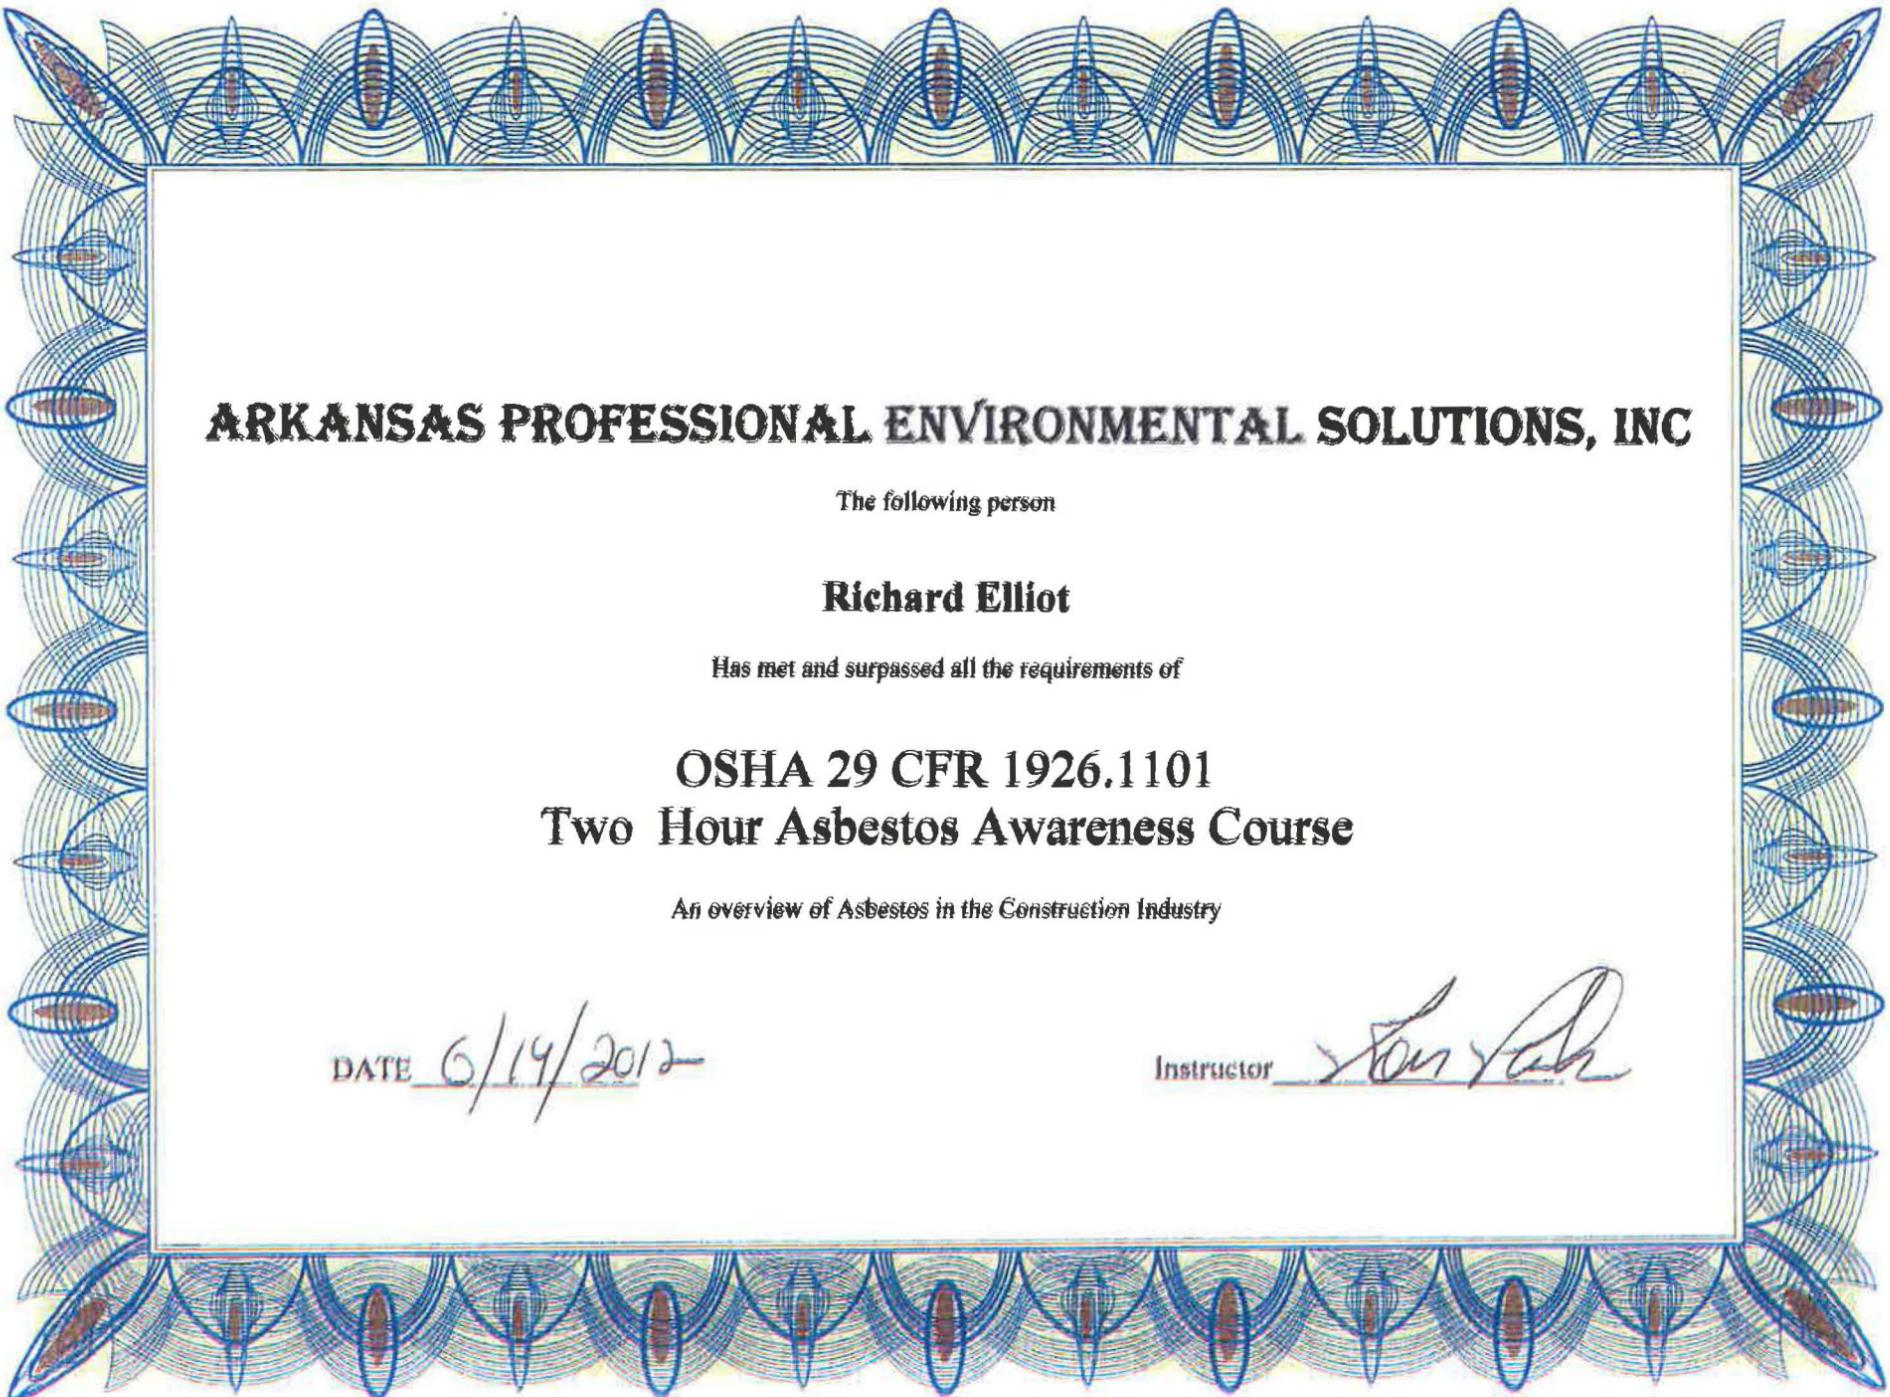 ARKANSAS PROFESSIONAL ENVIRONMENTAL SOLUTIONS, INC
The following person
Richard Elliot
Has met and surpassed all the requirements of
OSHA 29 CFR 1926.1101
Two Hour Asbestos Awareness Course
An overview of Asbestos in the Construction Industry
DATE 6/14/2012
Instructor